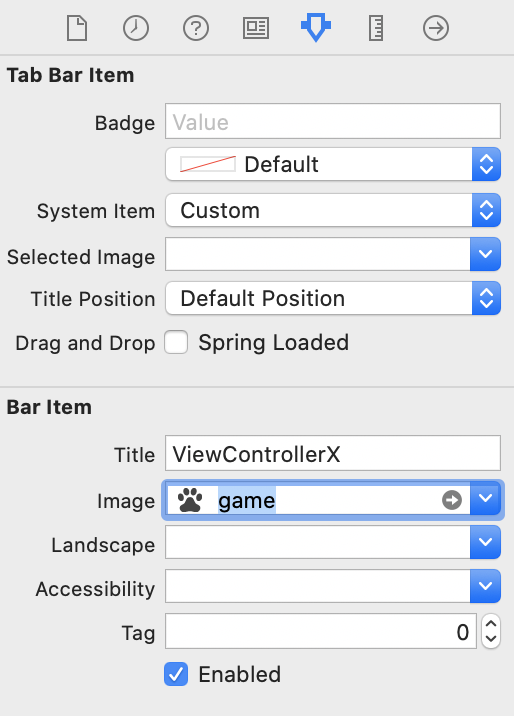 Tab Bar Item
Badge Value
Default
System Item Custom
Selected Image
Title Position Default Position
Drag and Drop Spring Loaded
Bar Item
Title ViewControllerX
Image game
Landscape
Accessibility
Tag 0
Enabled